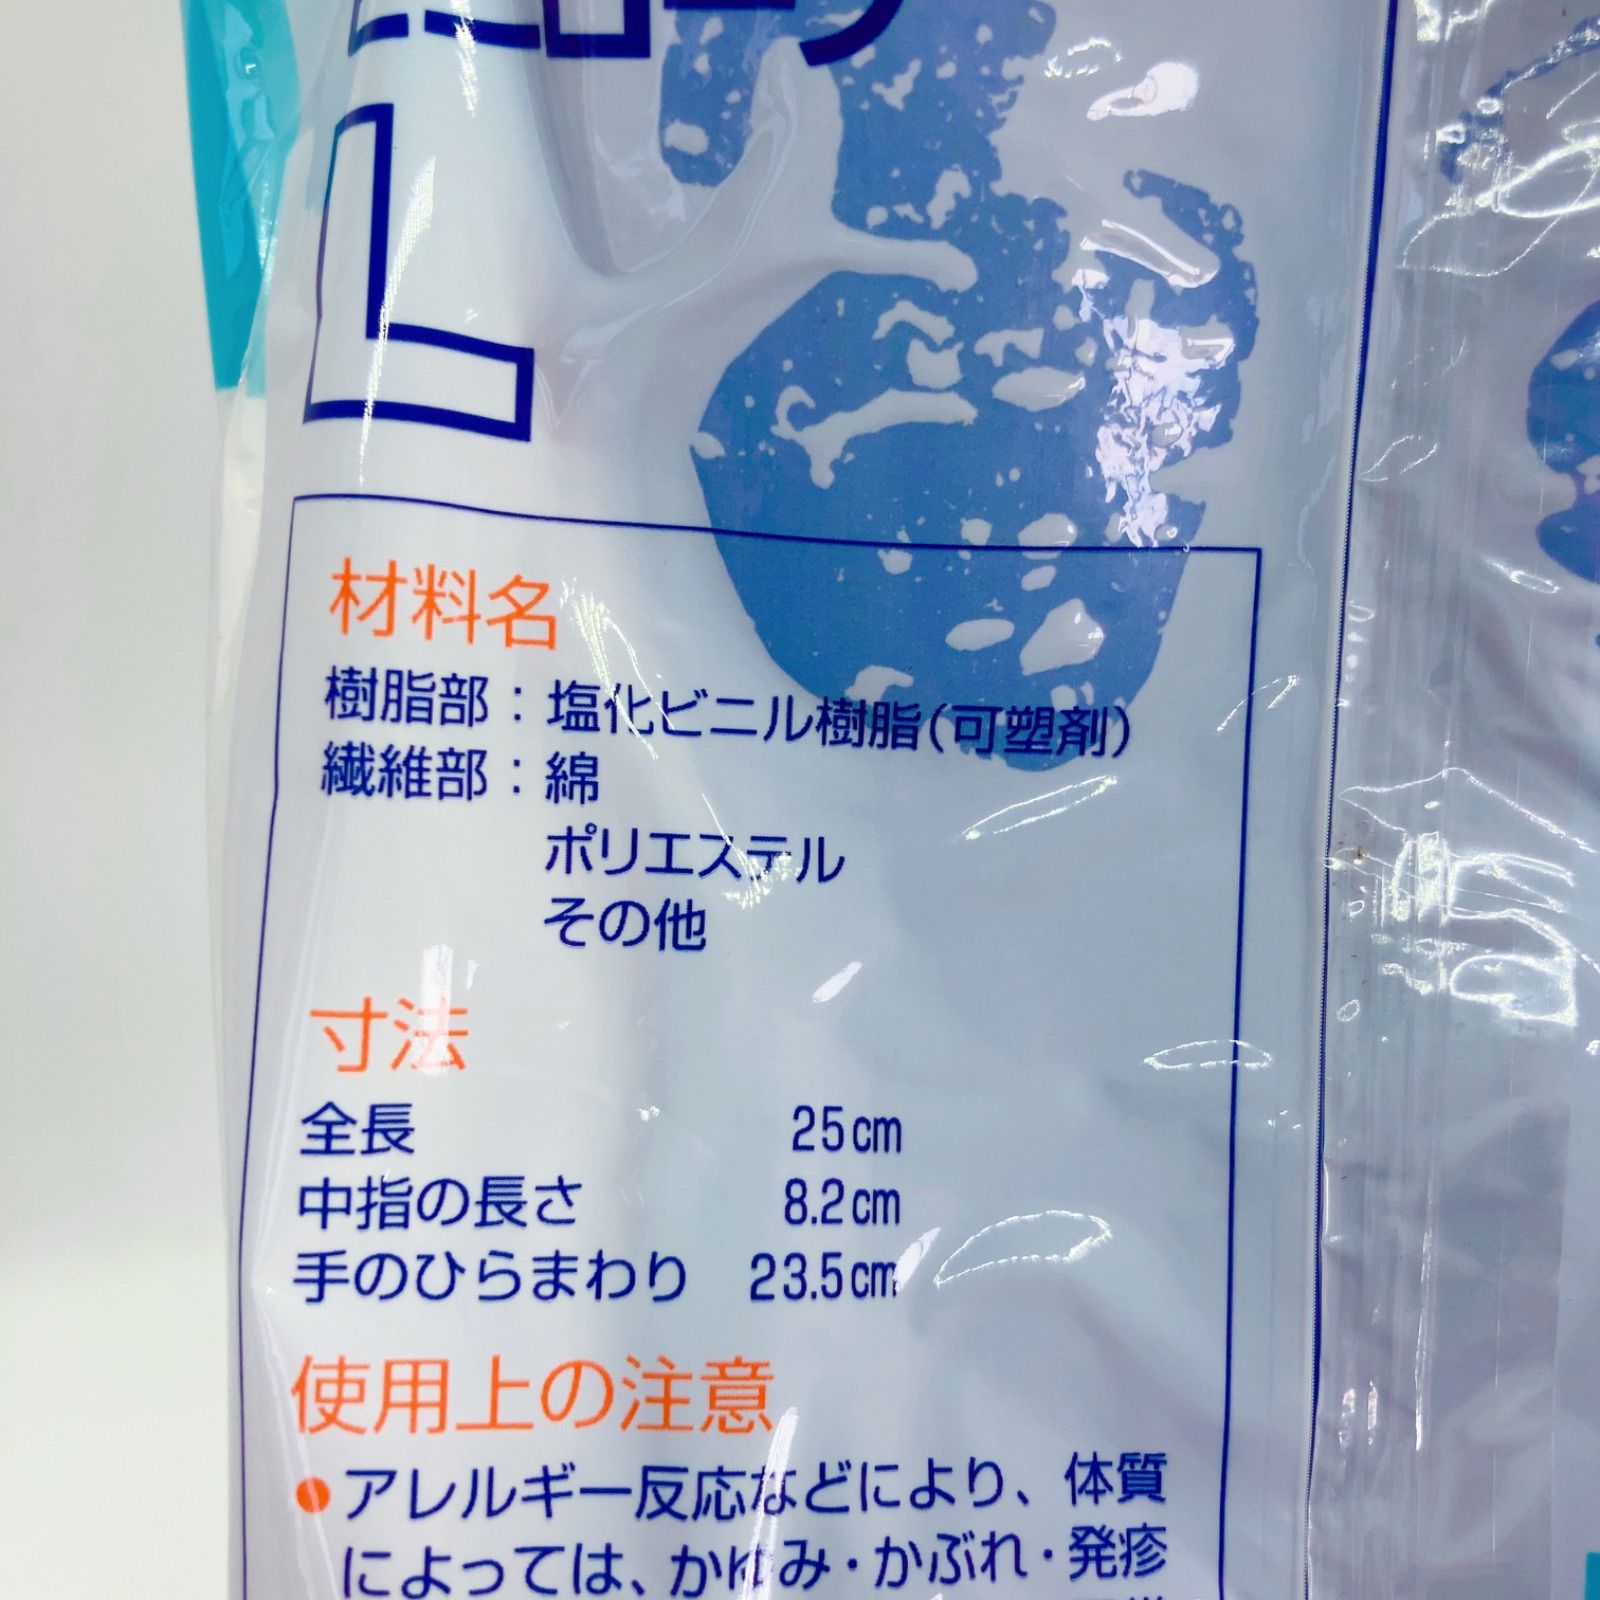 L
材料名
樹脂部：塩化ビニル樹脂(可塑剤)
繊維部：綿
ポリエステル
その他
寸法
全長 25cm
中指の長さ 8.2cm
手のひらまわり 23.5cm
使用上の注意
●アレルギー反応などにより、体質
によっては、かゆみ・かぶれ・発疹